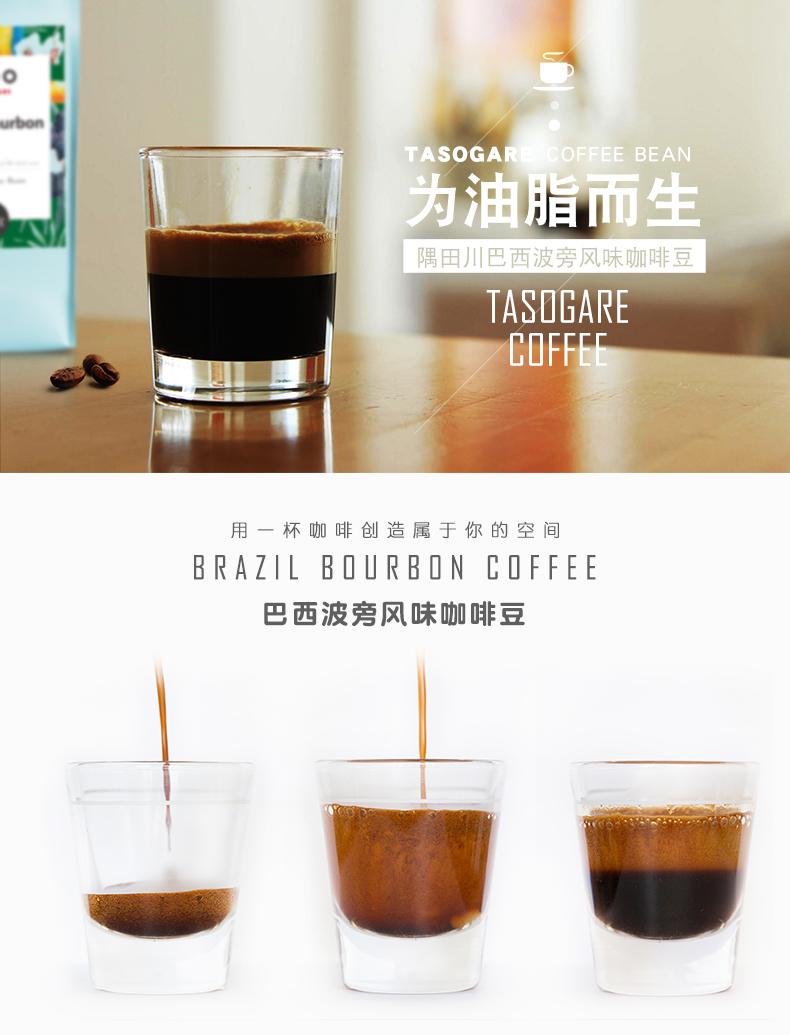 urbon
TASOGARE COFFEE BEAN
为油脂而生
隅田川巴西波旁风味咖啡豆
TASOGARE
COFFEE
用一杯咖啡创造属于你的空间
BRAZIL BOURBON COFFEE
巴西波旁风味咖啡豆